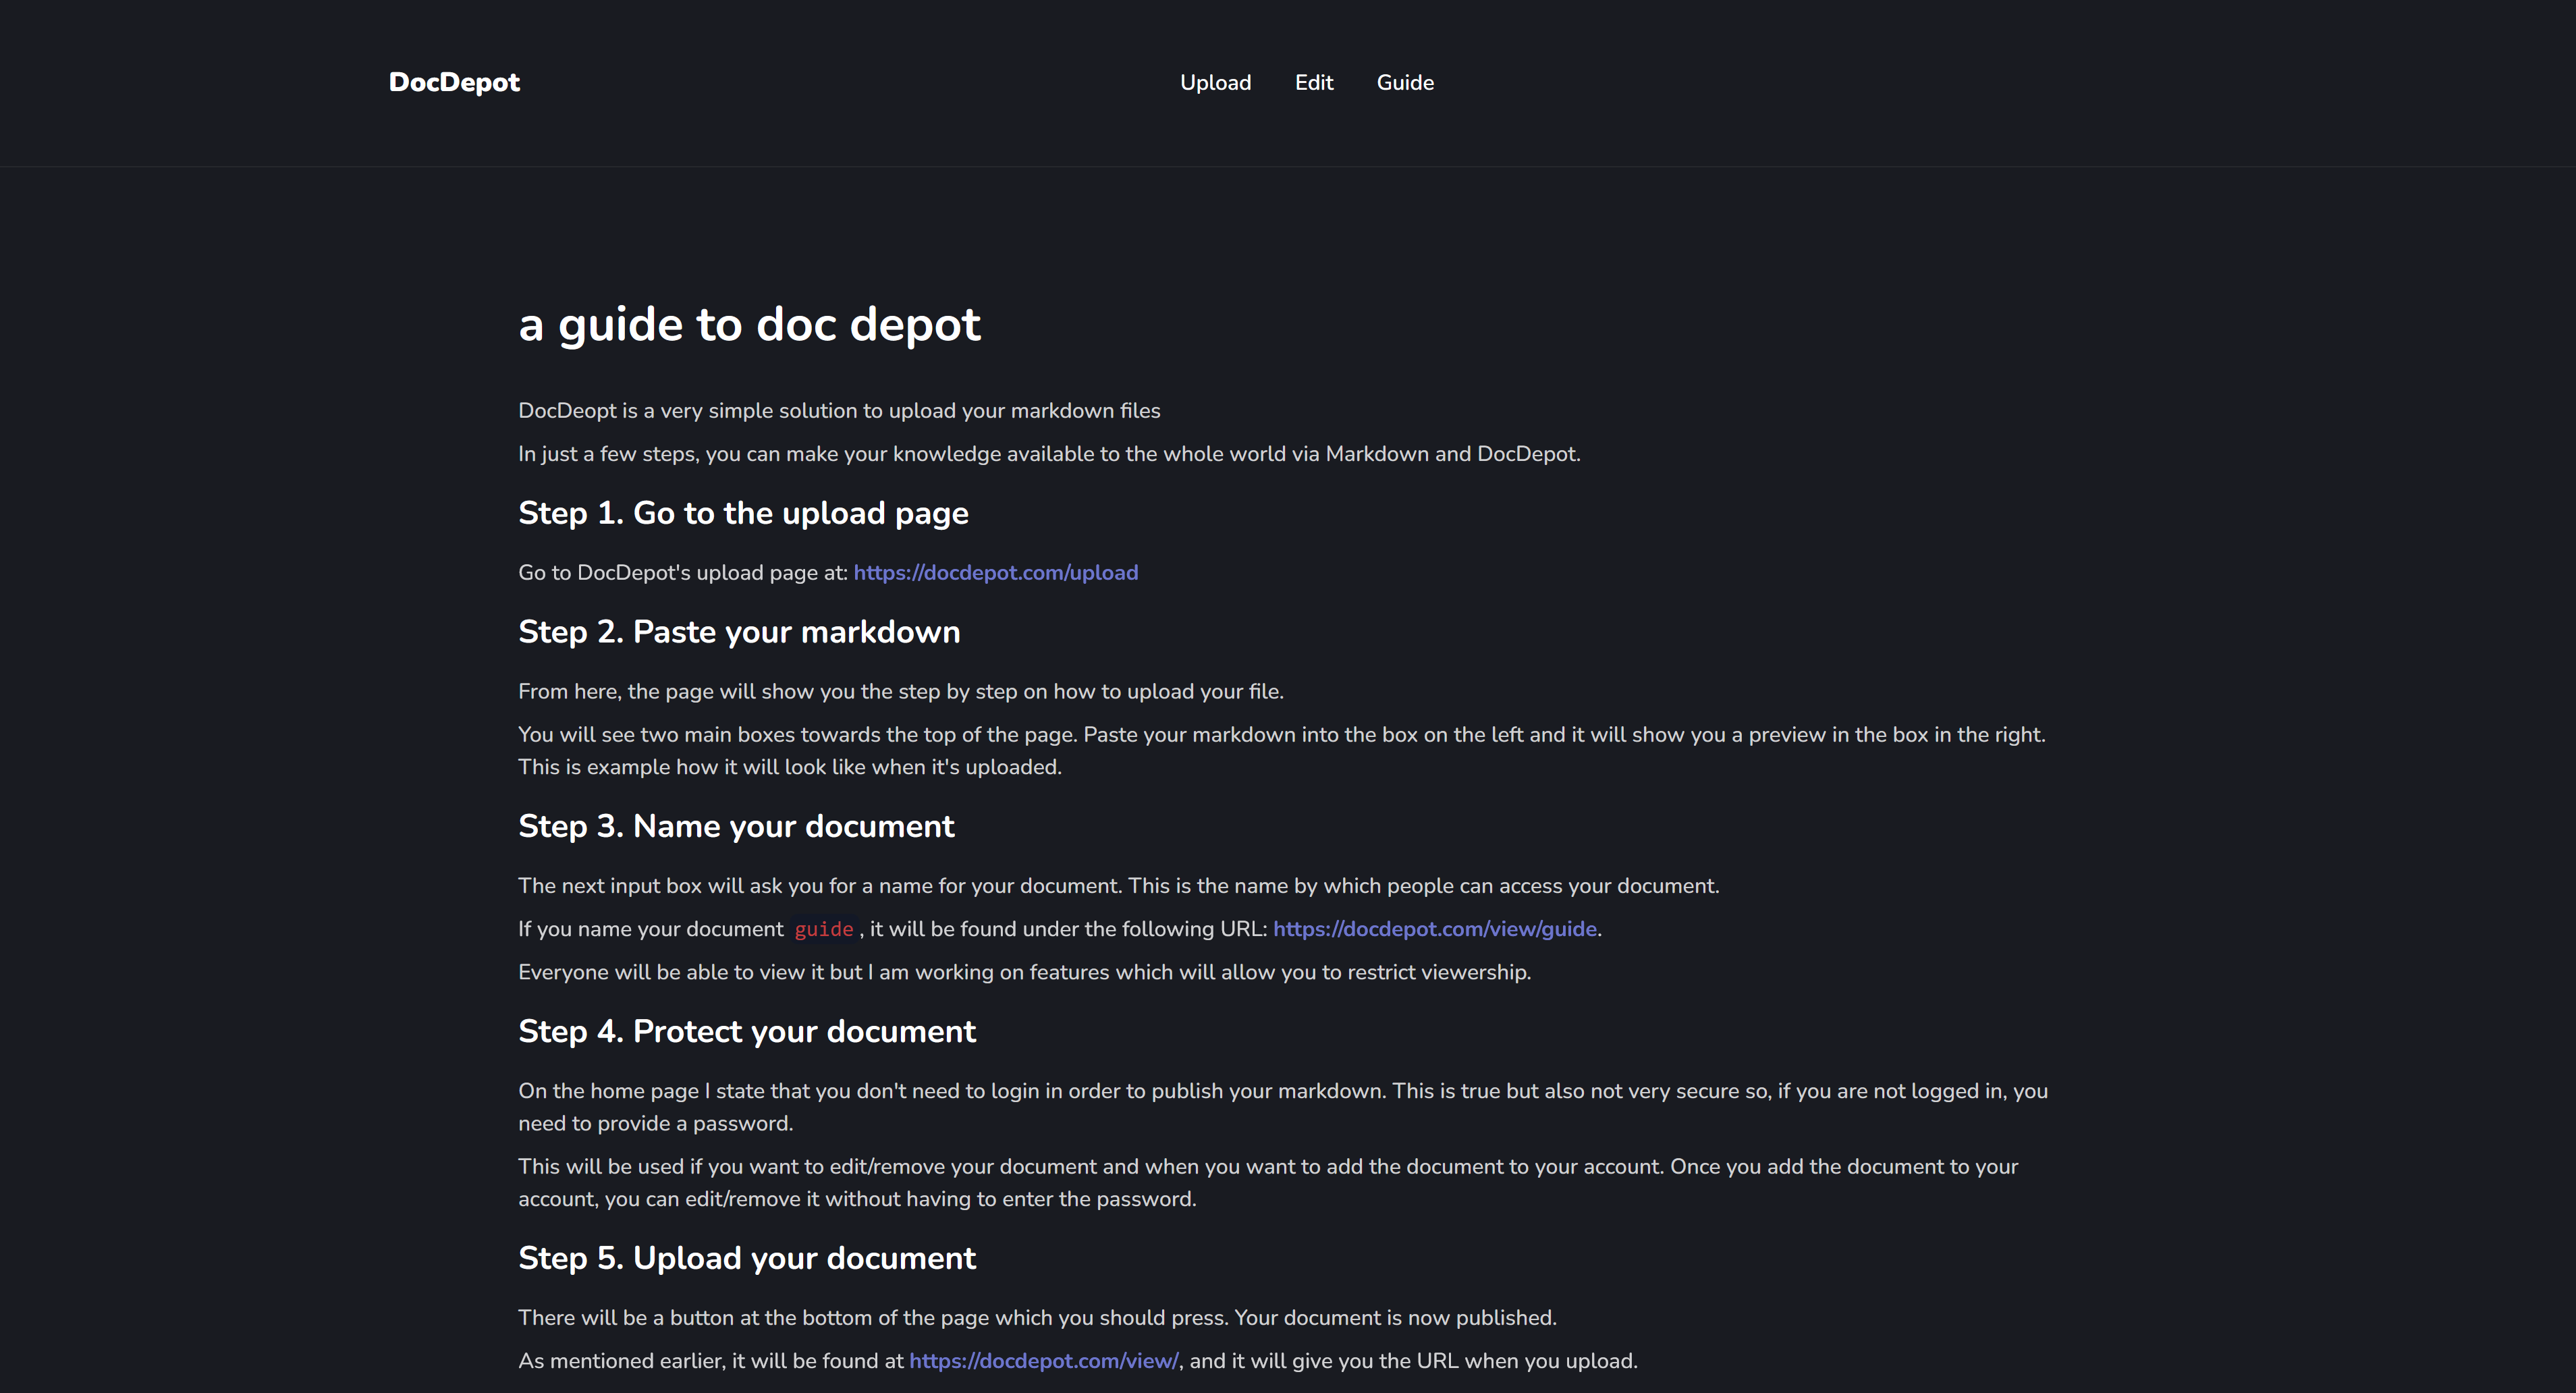 DocDepot
Upload Edit Guide
a guide to doc depot
DocDeopt is a very simple solution to upload your markdown files
In just a few steps, you can make your knowledge available to the whole world via Markdown and DocDepot.
Step 1. Go to the upload page
Go to DocDepot's upload page at: https://docdepot.com/upload
Step 2. Paste your markdown
From here, the page will show you the step by step on how to upload your file.
You will see two main boxes towards the top of the page. Paste your markdown into the box on the left and it will show you a preview in the box in the right.
This is example how it will look like when it's uploaded.
Step 3. Name your document
The next input box will ask you for a name for your document. This is the name by which people can access your document.
If you name your document guide, it will be found under the following URL: https://docdepot.com/view/guide.
Everyone will be able to view it but I am working on features which will allow you to restrict viewership.
Step 4. Protect your document
On the home page I state that you don't need to login in order to publish your markdown. This is true but also not very secure so, if you are not logged in, you
need to provide a password.
This will be used if you want to edit/remove your document and when you want to add the document to your account. Once you add the document to your
account, you can edit/remove it without having to enter the password.
Step 5. Upload your document
There will be a button at the bottom of the page which you should press. Your document is now published.
As mentioned earlier, it will be found at https://docdepot.com/view/, and it will give you the URL when you upload.